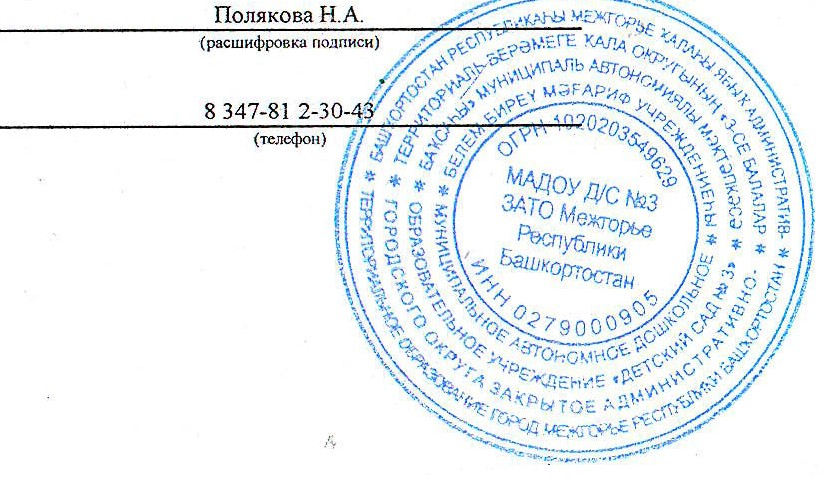 Полякова Н.А.
(расшифровка подписи)
8 347-81 2-30-43
(телефон)
БАШҠОРТОСТАН РЕСПУБЛИКАҺЫ МЕЖГОРЬЕ ҠАЛАҺЫ ЯБЫҠ АДМИНИСТРАТИВ-
ТЕРРИТОРИАЛЬ БЕРӘМЕГЕ ҠАЛА ОКРУГЫНЫҢ «3-СЕ БАЛАЛАР
БАҠСАҺЫ» МУНИЦИПАЛЬ АВТОНОМИЯЛЫ МӘКТӘПКӘСӘ
БЕЛЕМ БИРЕҮ МӘҒАРИФ УЧРЕЖДЕНИЕҺЫ
* МУНИЦИПАЛЬНОЕ АВТОНОМНОЕ ДОШКОЛЬНОЕ *
* ОБРАЗОВАТЕЛЬНОЕ УЧРЕЖДЕНИЕ «ДЕТСКИЙ САД № 3» *
* ГОРОДСКОГО ОКРУГА ЗАКРЫТОЕ АДМИНИСТРАТИВНО- *
* ТЕРРИТОРИАЛЬНОЕ ОБРАЗОВАНИЕ ГОРОД МЕЖГОРЬЕ РЕСПУБЛИКИ БАШКОРТОСТАН *
ОГРН 1020203549629
МАДОУ Д/С №3
ЗАТО Межгорье
Республики
Башкортостан
ИНН 0279000905